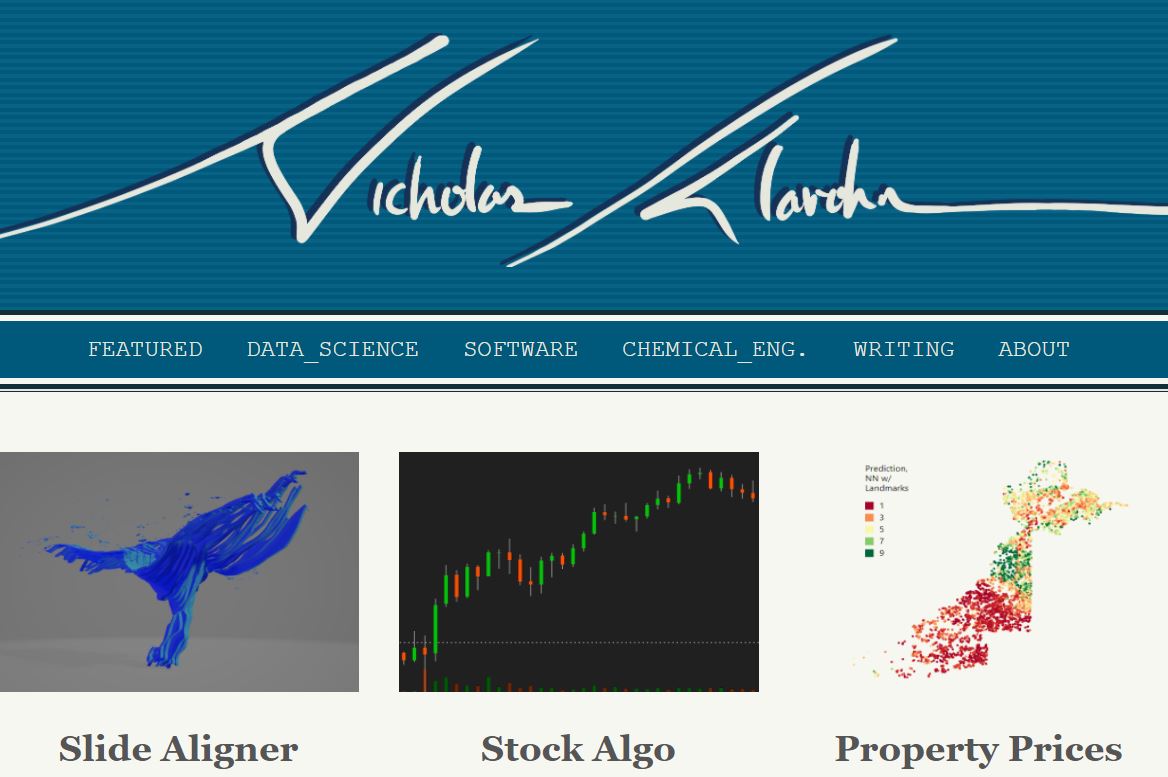 Nicholas
FEATURED DATA_SCIENCE SOFTWARE CHEMICAL_ENG. WRITING ABOUT
Prediction,
NN w/
Landmarks
1
3
5
7
9
Slide Aligner Stock Algo Property Prices